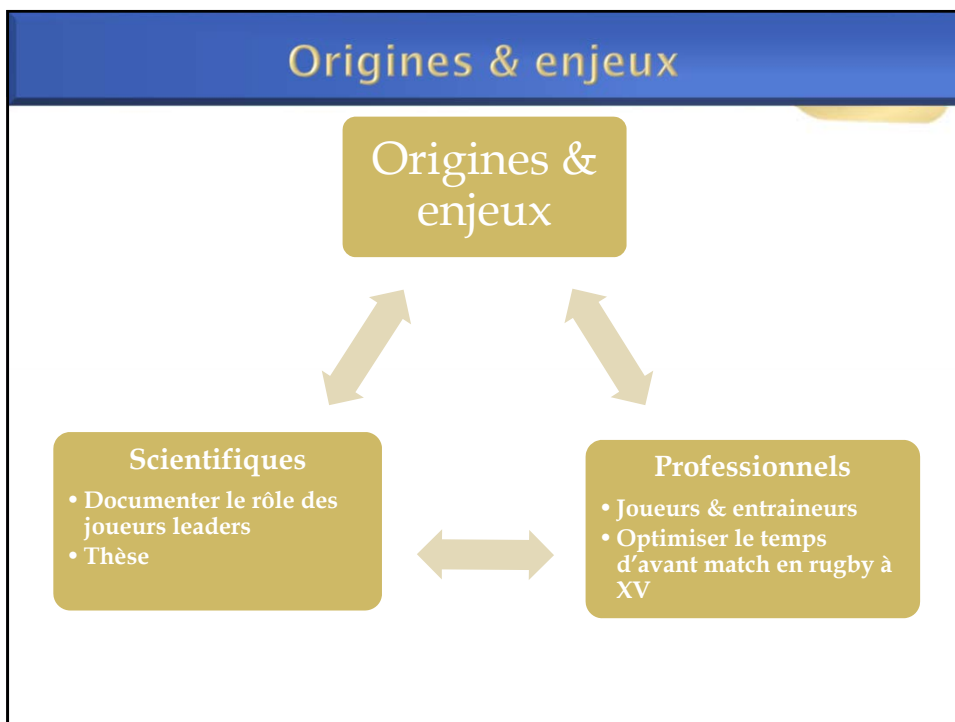 Origines & enjeux
Origines &
enjeux
Scientifiques
• Documenter le rôle des
joueurs leaders
• Thèse
Professionnels
• Joueurs & entraineurs
• Optimiser le temps
d’avant match en rugby à
XV